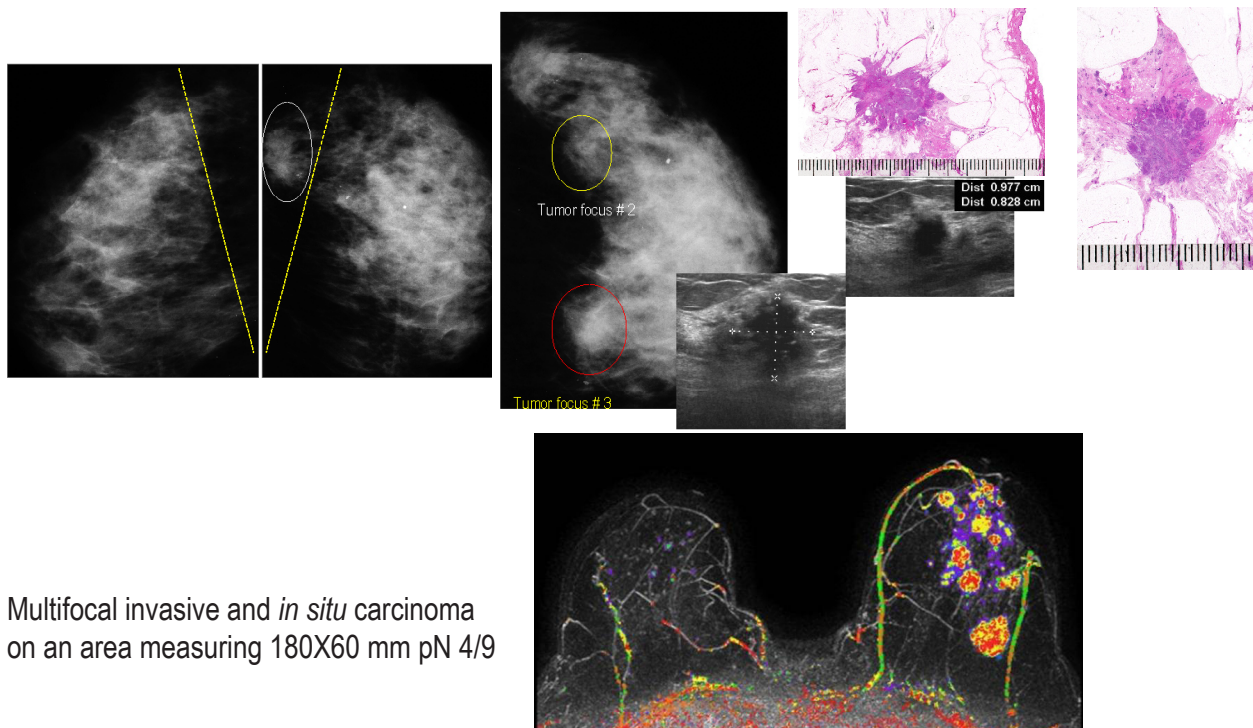 Tumor focus # 2
Tumor focus # 3
Dist 0.977 cm
Dist 0.828 cm
Multifocal invasive and in situ carcinoma
on an area measuring 180X60 mm pN 4/9